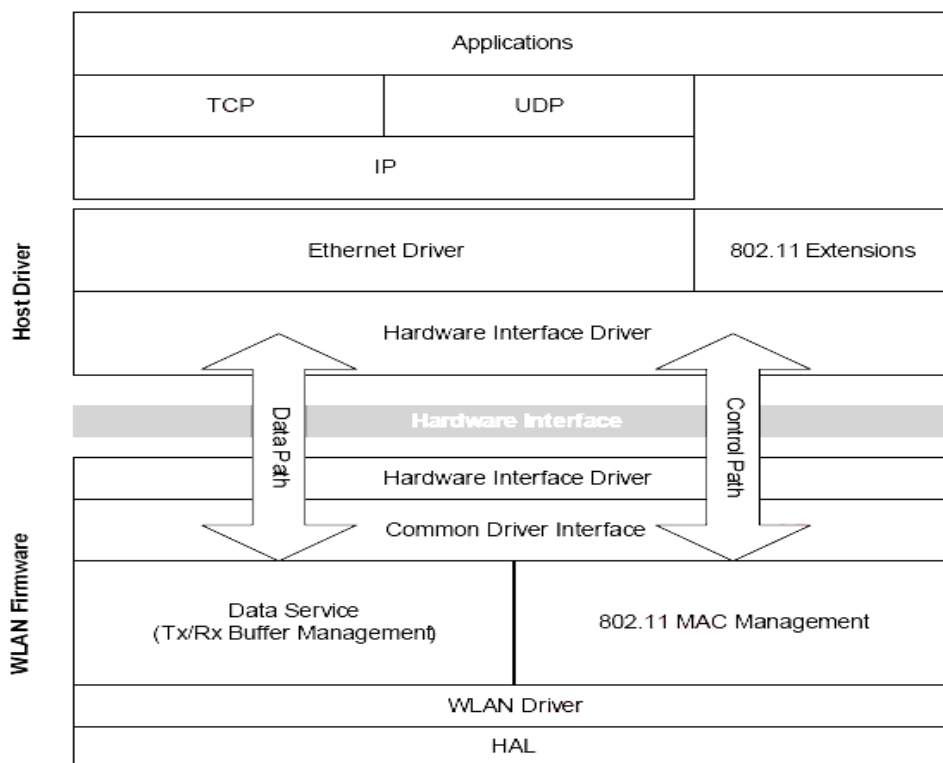 Applications
TCP
UDP
IP
Host Driver
Ethernet Driver
802.11 Extensions
Hardware Interface Driver
Data Path
Control Path
Hardware Interface
WLAN Firmware
Hardware Interface Driver
Common Driver Interface
Data Service
(Tx/Rx Buffer Management)
802.11 MAC Management
WLAN Driver
HAL